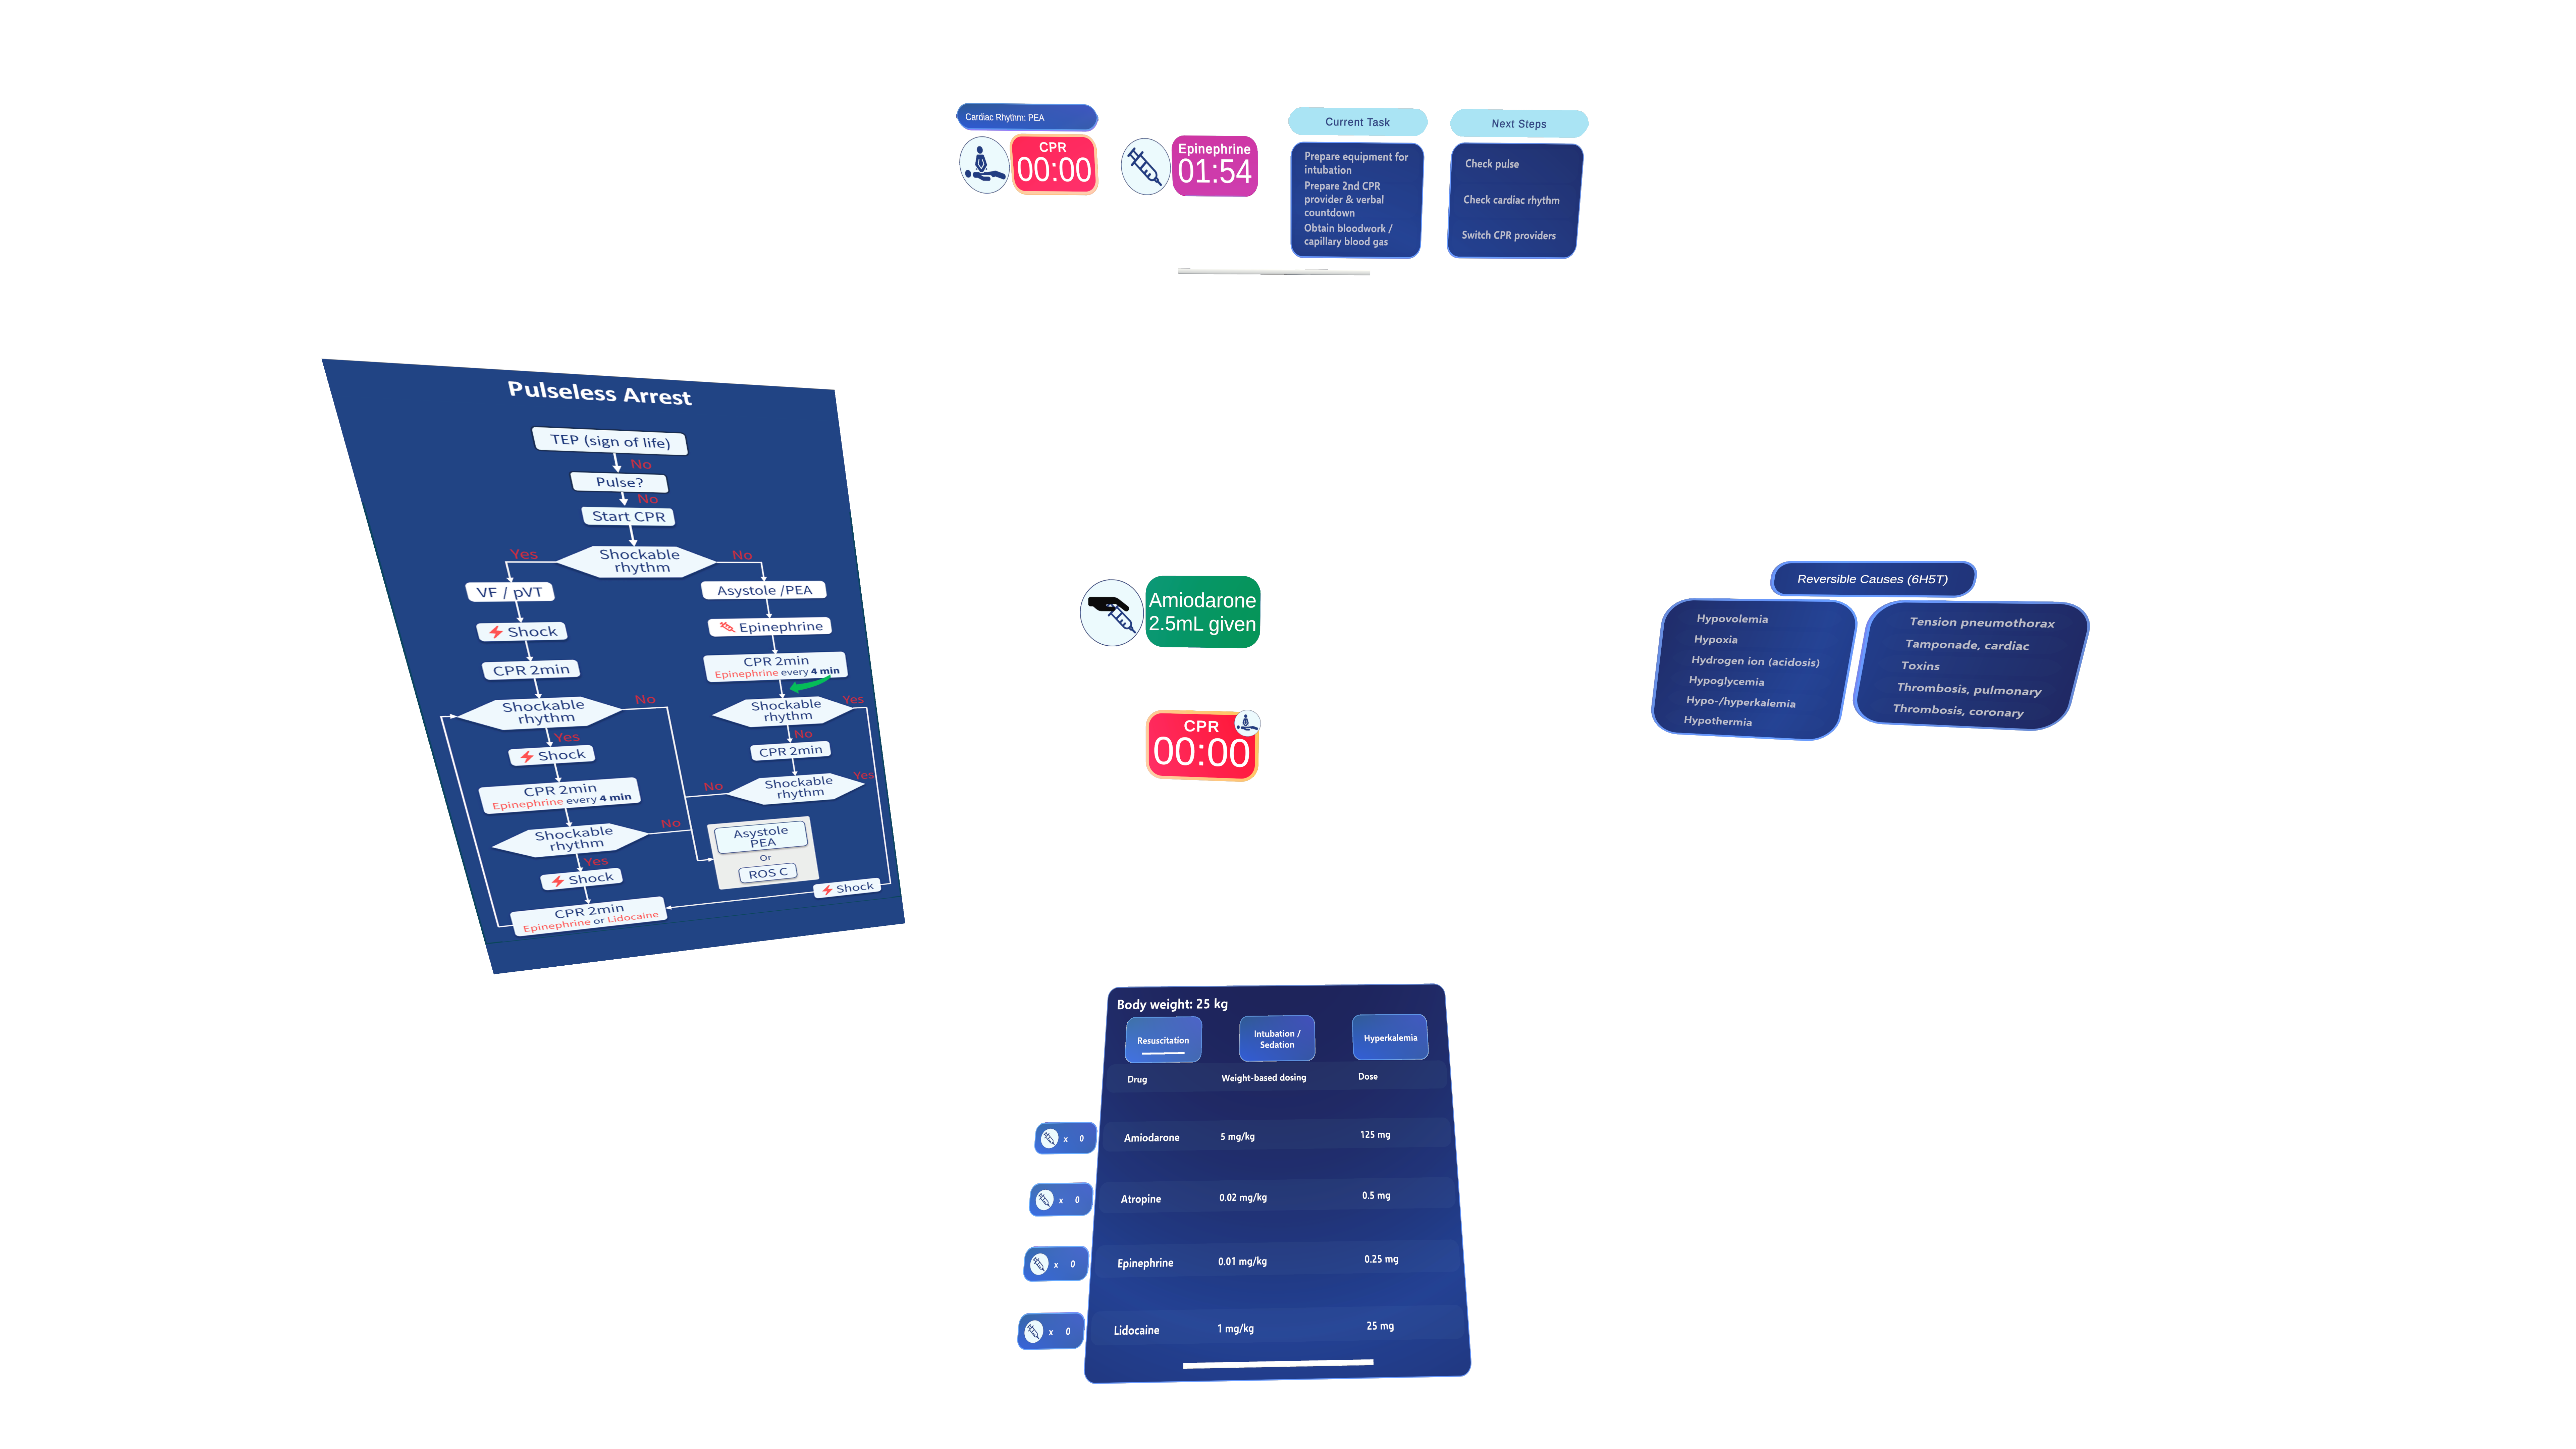 Cardiac Rhythm: PEA
CPR
00:00
Epinephrine
01:54
Current Task
Prepare equipment for
intubation
Prepare 2nd CPR
provider & verbal
countdown
Obtain bloodwork /
capillary blood gas
Next Steps
Check pulse
Check cardiac rhythm
Switch CPR providers
Pulseless Arrest
TEP (sign of life)
No
Pulse?
No
Start CPR
Shockable
rhythm
Yes
No
VF / pVT
Asystole /PEA
Shock
Epinephrine
CPR 2min
CPR 2min
Epinephrine every 4 min
Shockable
rhythm
No
Shockable
rhythm
Yes
Yes
No
Shock
CPR 2min
CPR 2min
Epinephrine every 4 min
Shockable
rhythm
No
Yes
Shockable
rhythm
No
Asystole
PEA
Or
ROS C
Yes
Shock
Shock
CPR 2min
Epinephrine or Lidocaine
Amiodarone
2.5mL given
CPR
00:00
Reversible Causes (6H5T)
Hypovolemia
Hypoxia
Hydrogen ion (acidosis)
Hypoglycemia
Hypo-/hyperkalemia
Hypothermia
Tension pneumothorax
Tamponade, cardiac
Toxins
Thrombosis, pulmonary
Thrombosis, coronary
Body weight: 25 kg
Resuscitation
Intubation /
Sedation
Hyperkalemia
Drug Weight-based dosing Dose
x 0 Amiodarone 5 mg/kg 125 mg
x 0 Atropine 0.02 mg/kg 0.5 mg
x 0 Epinephrine 0.01 mg/kg 0.25 mg
x 0 Lidocaine 1 mg/kg 25 mg